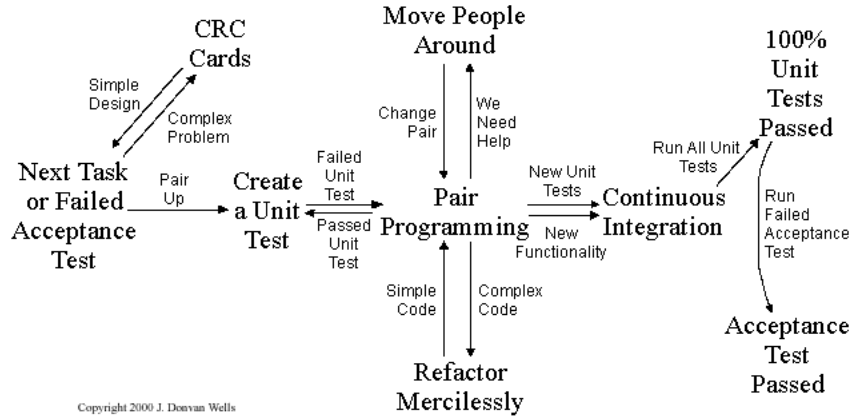 CRC
Cards
Simple
Design
Complex
Problem
Next Task
or Failed
Acceptance
Test
Pair
Up
Create
a Unit
Test
Failed
Unit
Test
Passed
Unit
Test
Move People
Around
Change
Pair
We
Need
Help
Pair
Programming
Simple
Code
Complex
Code
Refactor
Mercilessly
New Unit
Tests
New
Functionality
Continuous
Integration
Run All Unit
Tests
100%
Unit
Tests
Passed
Run
Failed
Acceptance
Test
Acceptance
Test
Passed
Copyright 2000 J. Donvan Wells